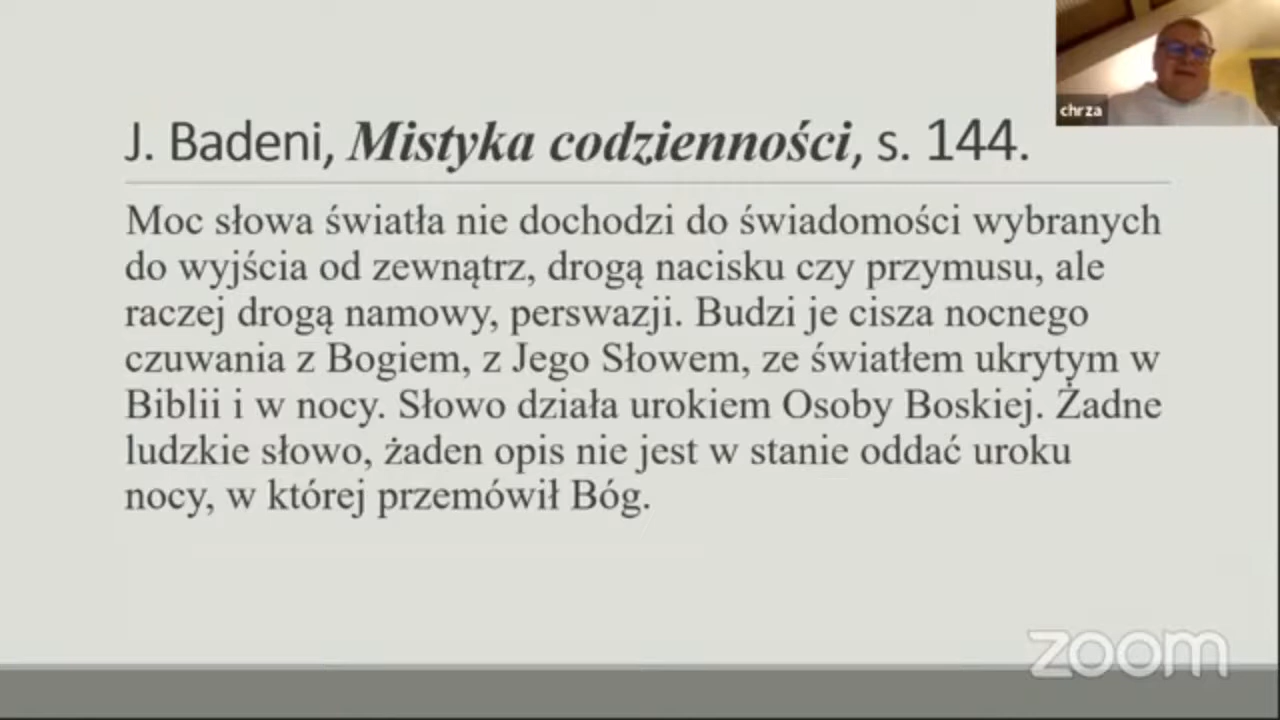 chrza
J. Badeni, Mistyka codzienności, s. 144.
Moc słowa światła nie dochodzi do świadomości wybranych
do wyjścia od zewnątrz, drogą nacisku czy przymusu, ale
raczej drogą namowy, perswazji. Budzi je cisza nocnego
czuwania z Bogiem, z Jego Słowem, ze światłem ukrytym w
Biblii i w nocy. Słowo działa urokiem Osoby Boskiej. Żadne
ludzkie słowo, żaden opis nie jest w stanie oddać uroku
nocy, w której przemówił Bóg.
zoom